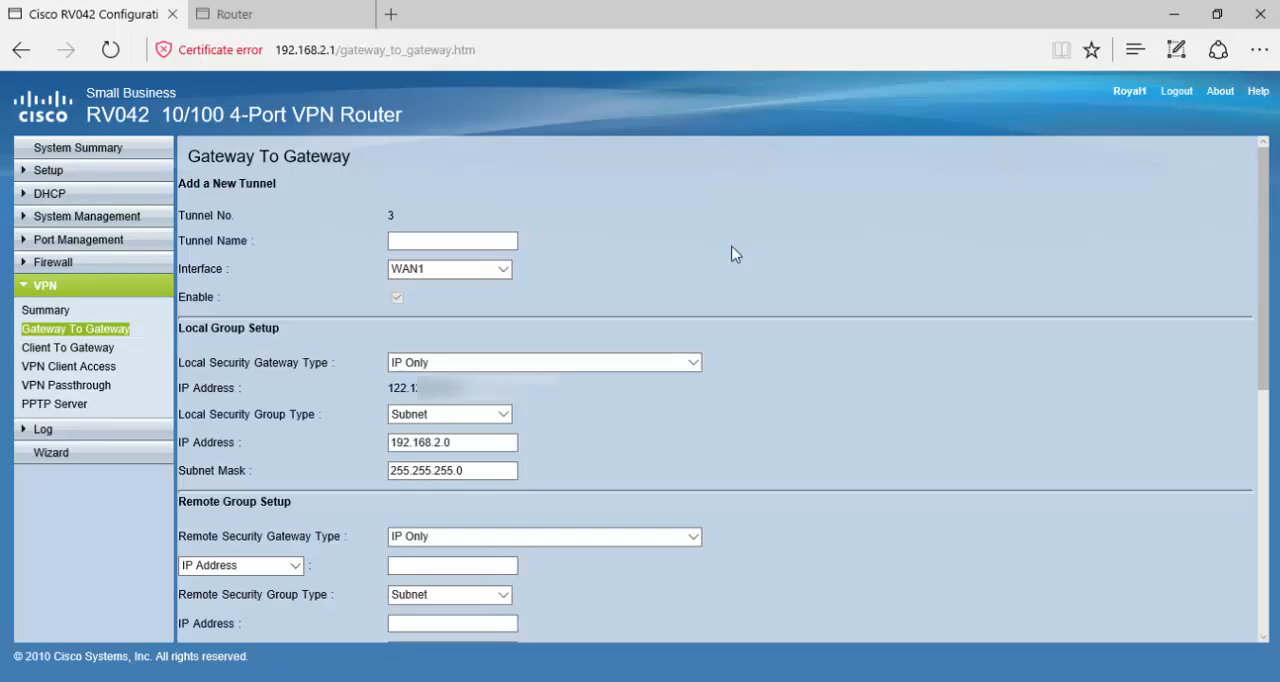 Cisco RV042 Configurati
Router
Certificate error 192.168.2.1/gateway_to_gateway.htm
Small Business
cisco RV042 10/100 4-Port VPN Router
Royal1 Logout About Help
System Summary
Setup
DHCP
System Management
Port Management
Firewall
VPN
Summary
Gateway To Gateway
Client To Gateway
VPN Client Access
VPN Passthrough
PPTP Server
Log
Wizard
Gateway To Gateway
Add a New Tunnel
Tunnel No. 3
Tunnel Name :
Interface : WAN1
Enable :
Local Group Setup
Local Security Gateway Type : IP Only
IP Address : 122.1
Local Security Group Type : Subnet
IP Address : 192.168.2.0
Subnet Mask : 255.255.255.0
Remote Group Setup
Remote Security Gateway Type : IP Only
IP Address :
Remote Security Group Type : Subnet
IP Address :
© 2010 Cisco Systems, Inc. All rights reserved.